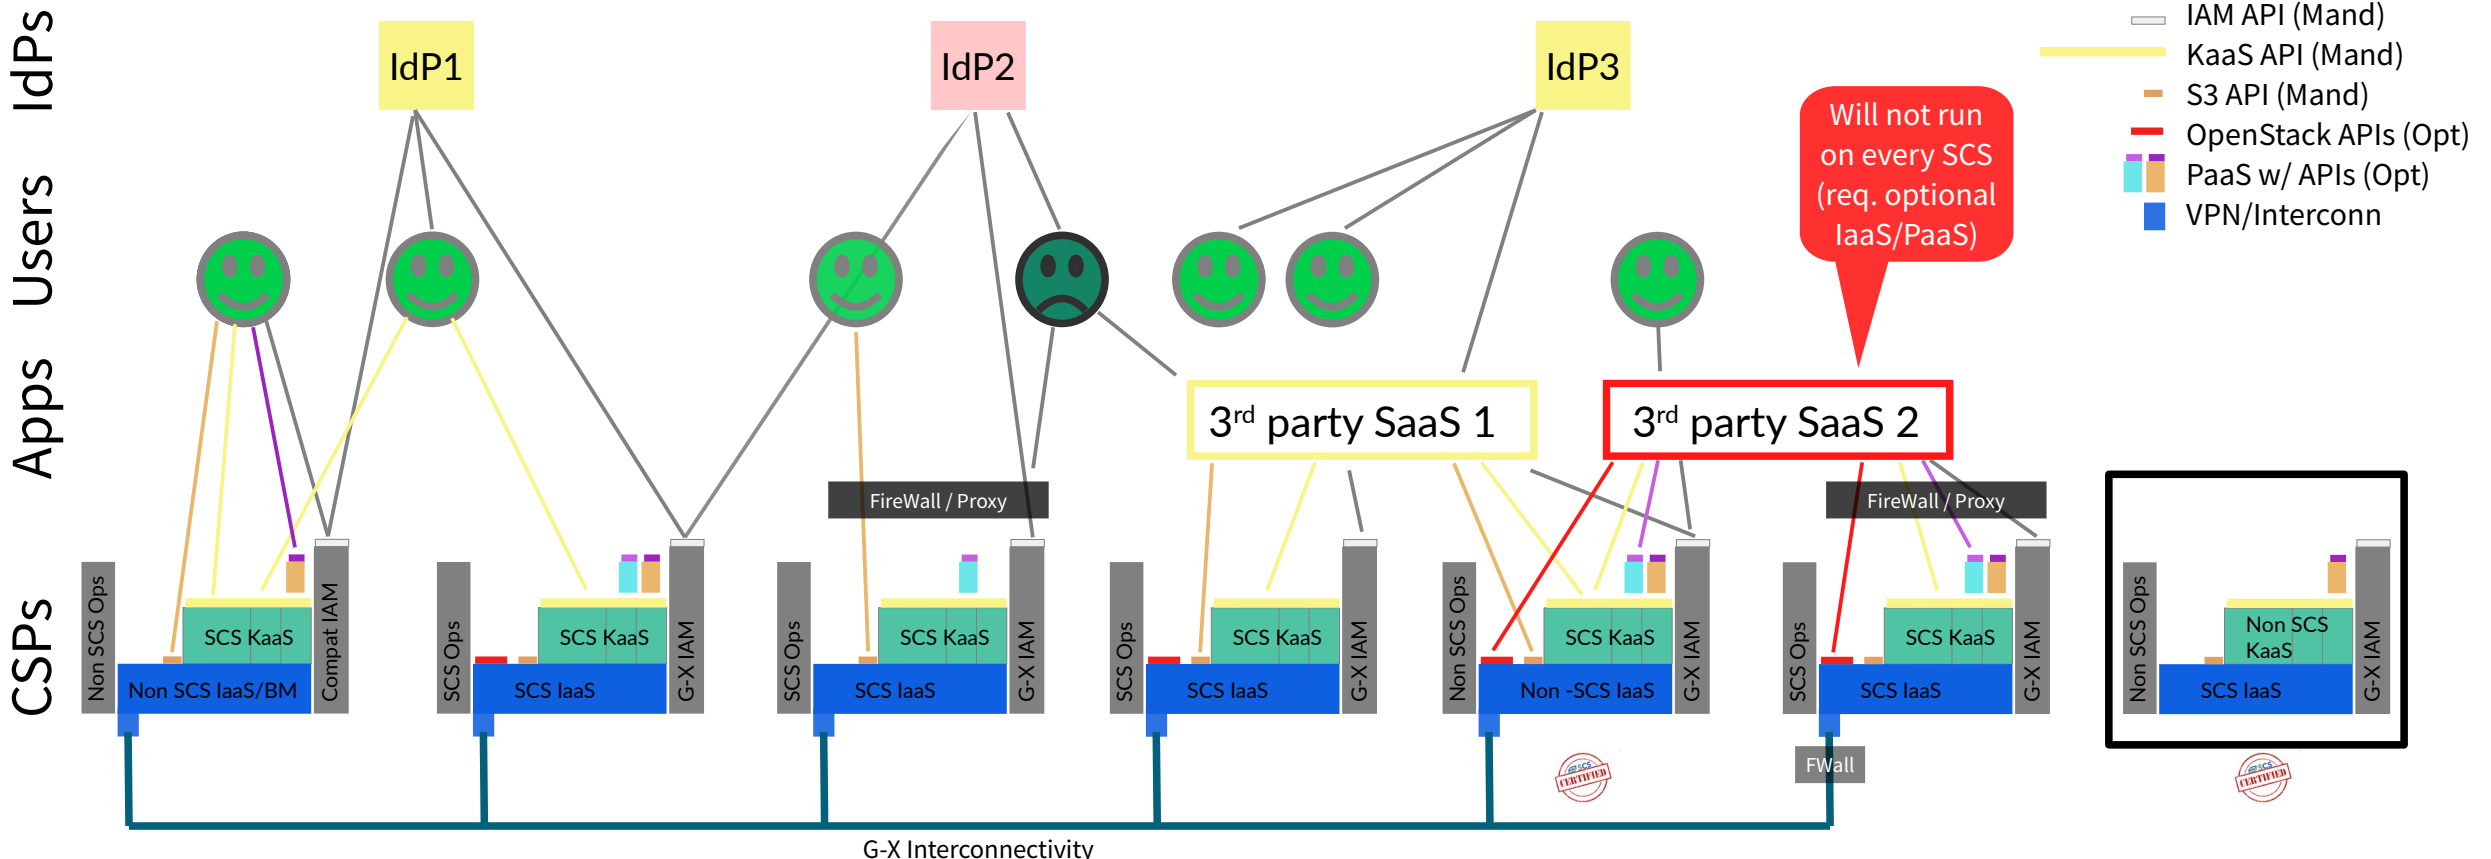 IdPs
Users
Apps
CSPs
IdP1
IdP2
IdP3
IAM API (Mand)
KaaS API (Mand)
S3 API (Mand)
OpenStack APIs (Opt)
PaaS w/ APIs (Opt)
VPN/Interconn
Will not run
on every SCS
(req. optional
IaaS/PaaS)
3rd party SaaS 1
3rd party SaaS 2
FireWall / Proxy
FireWall / Proxy
Non SCS Ops
SCS KaaS
Non SCS IaaS/BM
Compat IAM
SCS Ops
SCS KaaS
SCS IaaS
G-X IAM
SCS Ops
SCS KaaS
SCS IaaS
G-X IAM
SCS Ops
SCS KaaS
SCS IaaS
G-X IAM
Non SCS Ops
SCS KaaS
Non -SCS IaaS
G-X IAM
SCS Ops
SCS KaaS
SCS IaaS
G-X IAM
Non SCS Ops
Non SCS
KaaS
SCS IaaS
G-X IAM
SCS
CERTIFIED
FWall
SCS
CERTIFIED
G-X Interconnectivity